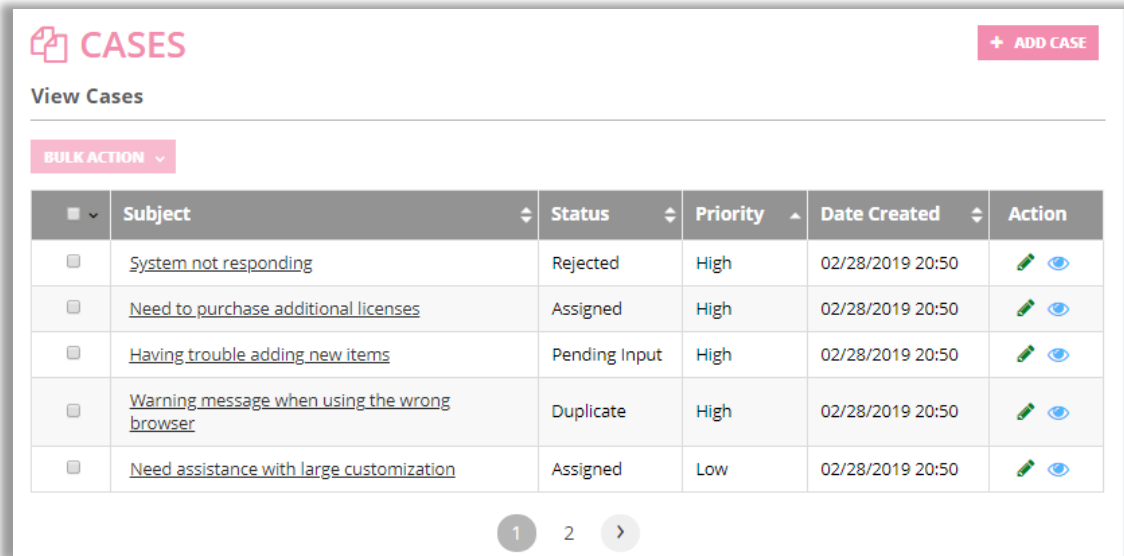 CASES
+ ADD CASE
View Cases
BULK ACTION
Subject Status Priority Date Created Action
System not responding Rejected High 02/28/2019 20:50
Need to purchase additional licenses Assigned High 02/28/2019 20:50
Having trouble adding new items Pending Input High 02/28/2019 20:50
Warning message when using the wrong
browser Duplicate High 02/28/2019 20:50
Need assistance with large customization Assigned Low 02/28/2019 20:50
1 2 >